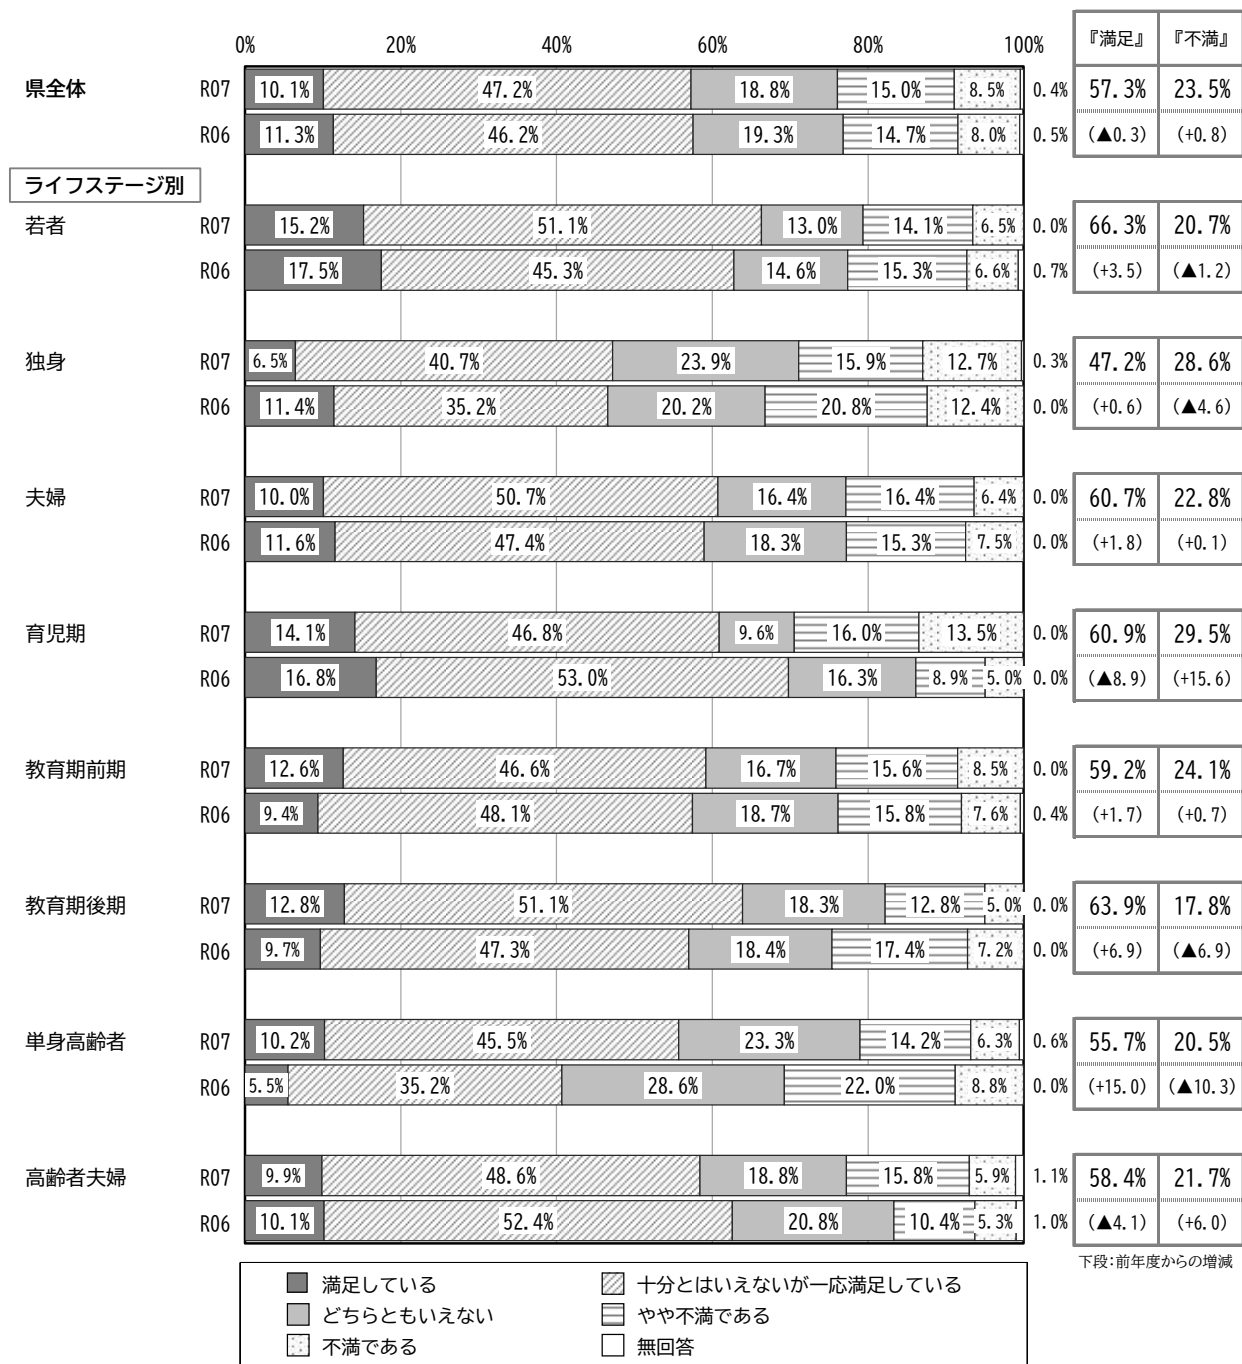 0% 20% 40% 60% 80% 100% 『満足』 『不満』
県全体 R07 10.1% 47.2% 18.8% 15.0% 8.5% 0.4% 57.3% 23.5%
R06 11.3% 46.2% 19.3% 14.7% 8.0% 0.5% (▲0.3) (+0.8)
ライフステージ別
若者 R07 15.2% 51.1% 13.0% 14.1% 6.5% 0.0% 66.3% 20.7%
R06 17.5% 45.3% 14.6% 15.3% 6.6% 0.7% (+3.5) (▲1.2)
独身 R07 6.5% 40.7% 23.9% 15.9% 12.7% 0.3% 47.2% 28.6%
R06 11.4% 35.2% 20.2% 20.8% 12.4% 0.0% (+0.6) (▲4.6)
夫婦 R07 10.0% 50.7% 16.4% 16.4% 6.4% 0.0% 60.7% 22.8%
R06 11.6% 47.4% 18.3% 15.3% 7.5% 0.0% (+1.8) (+0.1)
育児期 R07 14.1% 46.8% 9.6% 16.0% 13.5% 0.0% 60.9% 29.5%
R06 16.8% 53.0% 16.3% 8.9% 5.0% 0.0% (▲8.9) (+15.6)
教育期前期 R07 12.6% 46.6% 16.7% 15.6% 8.5% 0.0% 59.2% 24.1%
R06 9.4% 48.1% 18.7% 15.8% 7.6% 0.4% (+1.7) (+0.7)
教育期後期 R07 12.8% 51.1% 18.3% 12.8% 5.0% 0.0% 63.9% 17.8%
R06 9.7% 47.3% 18.4% 17.4% 7.2% 0.0% (+6.9) (▲6.9)
単身高齢者 R07 10.2% 45.5% 23.3% 14.2% 6.3% 0.6% 55.7% 20.5%
R06 5.5% 35.2% 28.6% 22.0% 8.8% 0.0% (+15.0) (▲10.3)
高齢者夫婦 R07 9.9% 48.6% 18.8% 15.8% 5.9% 1.1% 58.4% 21.7%
R06 10.1% 52.4% 20.8% 10.4% 5.3% 1.0% (▲4.1) (+6.0)
下段:前年度からの増減
満足している 十分とはいえないが一応満足している
どちらともいえない やや不満である
不満である 無回答